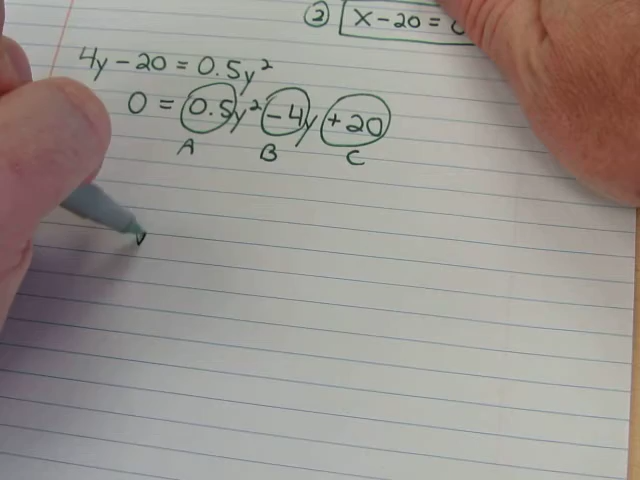 ② x - 20 =
4y - 20 = 0.5y²
0 = 0.5y² - 4y + 20
A B C